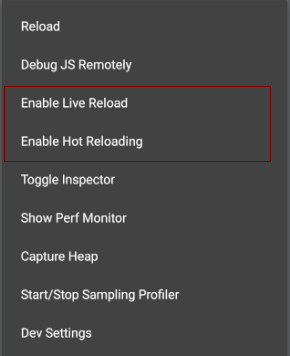 Reload
Debug JS Remotely
Enable Live Reload
Enable Hot Reloading
Toggle Inspector
Show Perf Monitor
Capture Heap
Start/Stop Sampling Profiler
Dev Settings